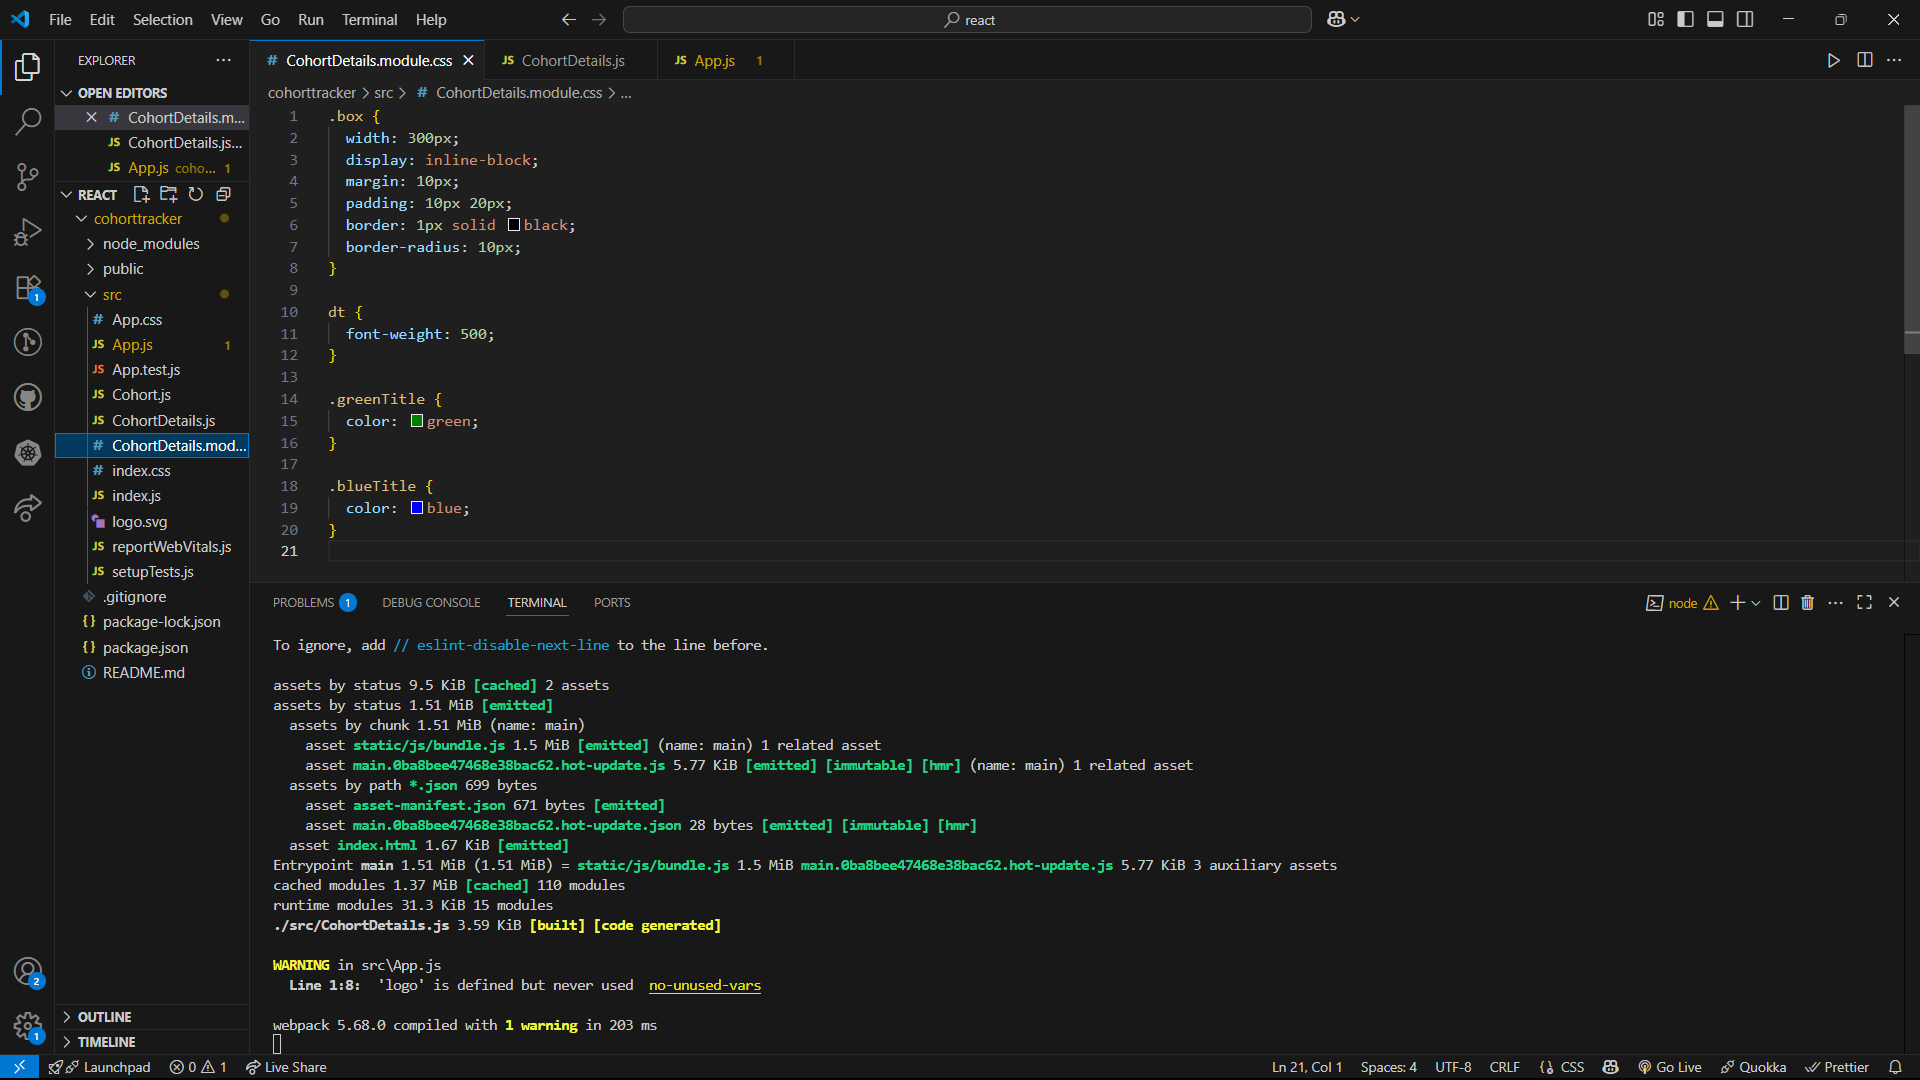 File Edit Selection View Go Run Terminal Help
react
EXPLORER
OPEN EDITORS
CohortDetails.m...
CohortDetails.js...
App.js coho... 1
REACT
cohorttracker
node_modules
public
src
App.css
App.js 1
App.test.js
Cohort.js
CohortDetails.js
CohortDetails.mod...
index.css
index.js
logo.svg
reportWebVitals.js
setupTests.js
.gitignore
package-lock.json
package.json
README.md
OUTLINE
TIMELINE
CohortDetails.module.css
JS CohortDetails.js
JS App.js 1
cohorttracker > src > # CohortDetails.module.css > ...
1 .box {
2 width: 300px;
3 display: inline-block;
4 margin: 10px;
5 padding: 10px 20px;
6 border: 1px solid black;
7 border-radius: 10px;
8 }
9
10 dt {
11 font-weight: 500;
12 }
13
14 .greenTitle {
15 color: green;
16 }
17
18 .blueTitle {
19 color: blue;
20 }
21
PROBLEMS 1 DEBUG CONSOLE TERMINAL PORTS
node
To ignore, add // eslint-disable-next-line to the line before.
assets by status 9.5 KiB [cached] 2 assets
assets by status 1.51 MiB [emitted]
assets by chunk 1.51 MiB (name: main)
asset static/js/bundle.js 1.5 MiB [emitted] (name: main) 1 related asset
asset main.0ba8bee47468e38bac62.hot-update.js 5.77 KiB [emitted] [immutable] [hmr] (name: main) 1 related asset
assets by path *.json 699 bytes
asset asset-manifest.json 671 bytes [emitted]
asset main.0ba8bee47468e38bac62.hot-update.json 28 bytes [emitted] [immutable] [hmr]
asset index.html 1.67 KiB [emitted]
Entrypoint main 1.51 MiB (1.51 MiB) = static/js/bundle.js 1.5 MiB main.0ba8bee47468e38bac62.hot-update.js 5.77 KiB 3 auxiliary assets
cached modules 1.37 MiB [cached] 110 modules
runtime modules 31.3 KiB 15 modules
./src/CohortDetails.js 3.59 KiB [built] [code generated]
WARNING in src\App.js
Line 1:8: 'logo' is defined but never used no-unused-vars
webpack 5.68.0 compiled with 1 warning in 203 ms
Launchpad 0 1 Live Share Ln 21, Col 1 Spaces: 4 UTF-8 CRLF {} CSS Go Live Quokka Prettier